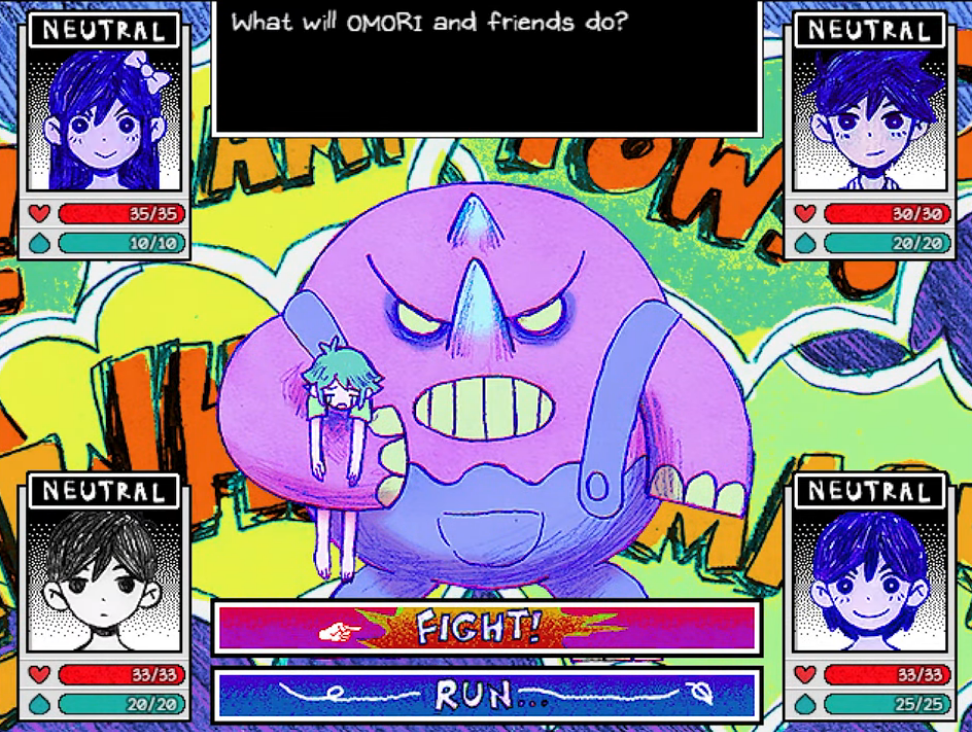 What will OMORI and friends do?
NEUTRAL
35/35
10/10
NEUTRAL
30/30
20/20
POW!
NEUTRAL
33/33
20/20
NEUTRAL
33/33
25/25
FIGHT!
RUN...